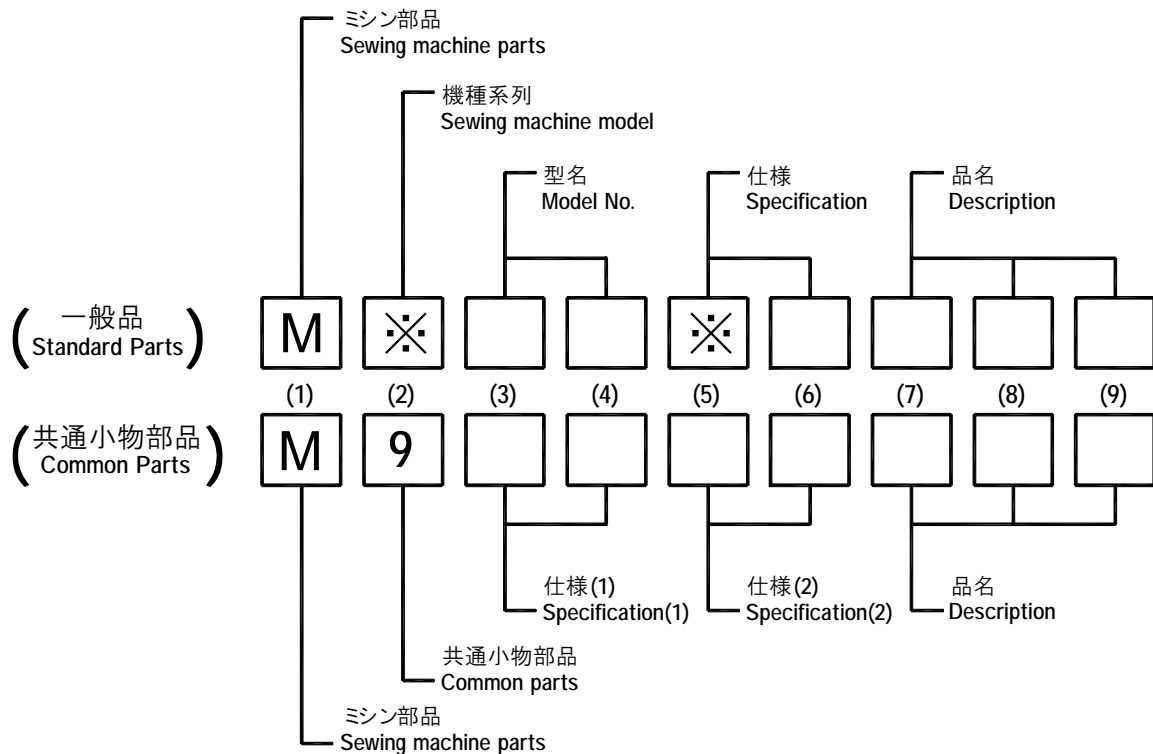 ミシン部品
Sewing machine parts
機種系列
Sewing machine model
型名
Model No.
仕様
Specification
品名
Description
(一般品
Standard Parts)
M ※ ※
(1) (2) (3) (4) (5) (6) (7) (8) (9)
(共通小物部品
Common Parts)
M 9
仕様(1)
Specification(1)
仕様(2)
Specification(2)
品名
Description
共通小物部品
Common parts
ミシン部品
Sewing machine parts